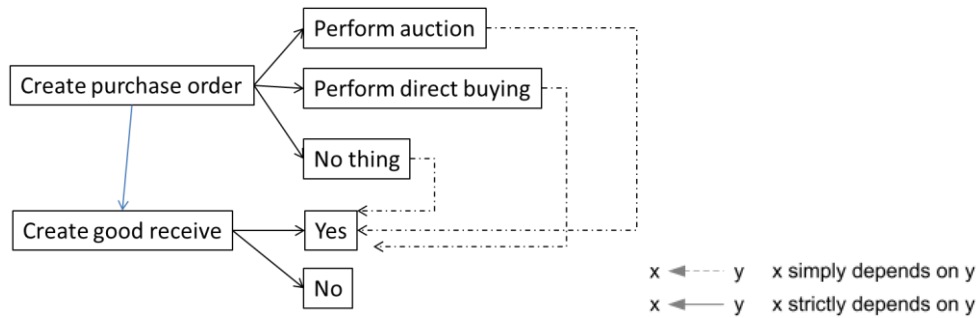 Perform auction
Create purchase order
Perform direct buying
No thing
Create good receive
Yes
No
x y x simply depends on y
x y x strictly depends on y